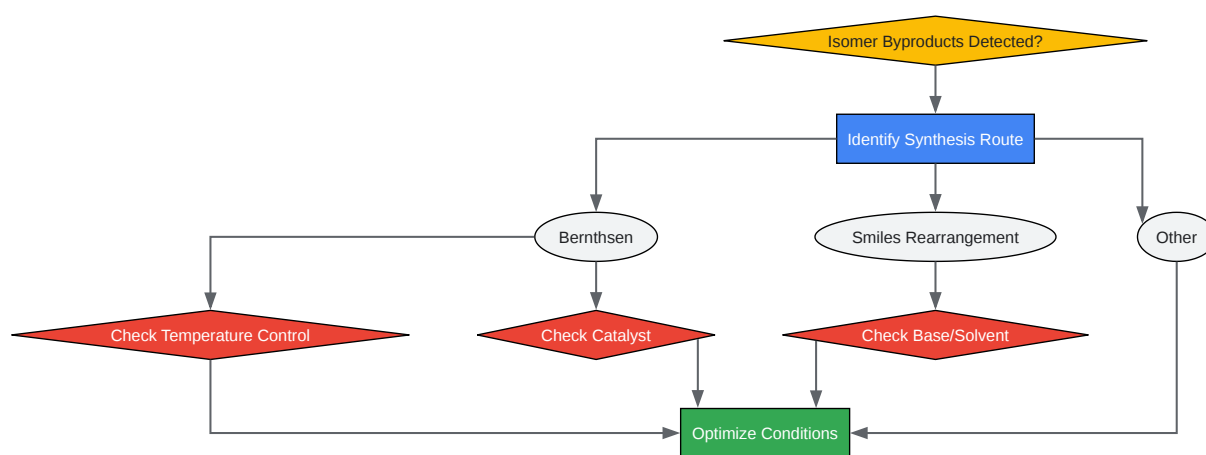 Isomer Byproducts Detected?
Identify Synthesis Route
Bernthsen
Smiles Rearrangement
Other
Check Temperature Control
Check Catalyst
Check Base/Solvent
Optimize Conditions